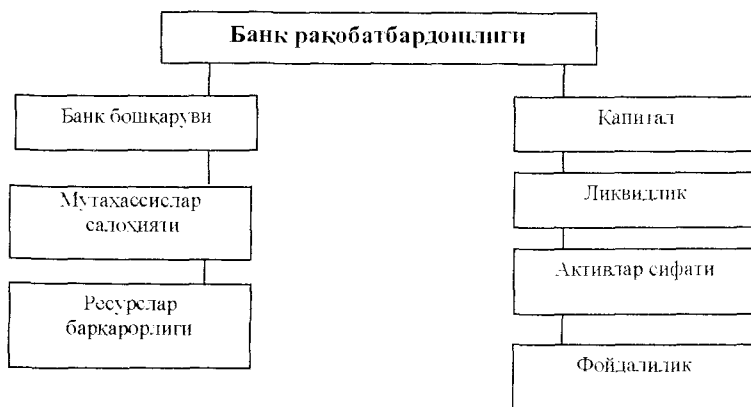 Банк рақобатбардошлиги
Банк бошқаруви
Мутахассислар
салоҳияти
Ресурслар
барқарорлиги
Капитал
Ликвидлик
Активлар сифати
Фойдалилик